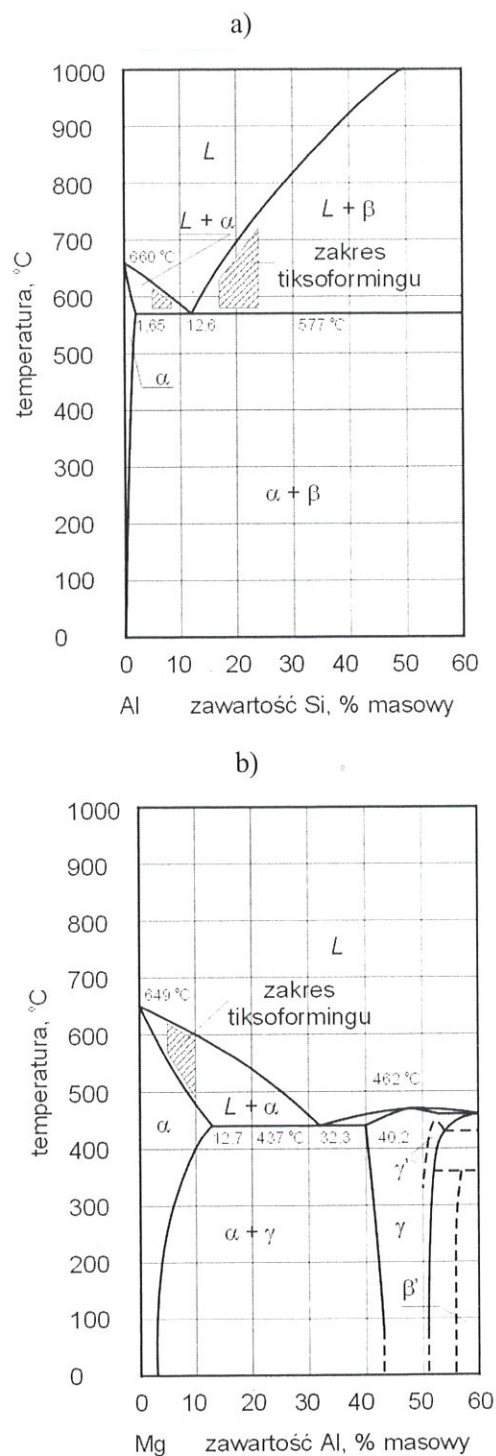 a)
1000
900
L
800
L + α
L + β
700
660 °C
zakres
tiksoformingu
600
1,65
12,6
577 °C
500
α
400
300
α + β
200
100
0
temperatura, °C
0 10 20 30 40 50 60
Al zawartość Si, % masowy
b)
1000
900
800
L
700
649 °C
zakres
tiksoformingu
600
500
462 °C
L + α
α
400
12,7
437 °C
32,3
40,2
γ'
300
α + γ
γ
200
β'
100
0
temperatura, °C
0 10 20 30 40 50 60
Mg zawartość Al, % masowy